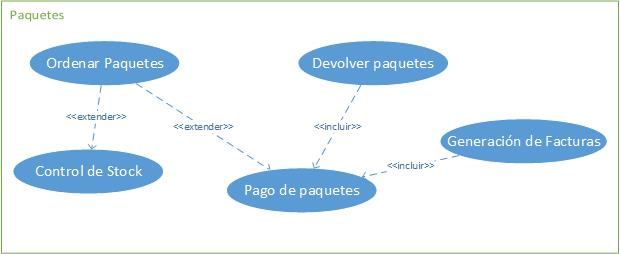 Paquetes
Ordenar Paquetes
Devolver paquetes
<<extender>>
<<extender>>
<<incluir>>
Generación de Facturas
<<incluir>>
Control de Stock
Pago de paquetes